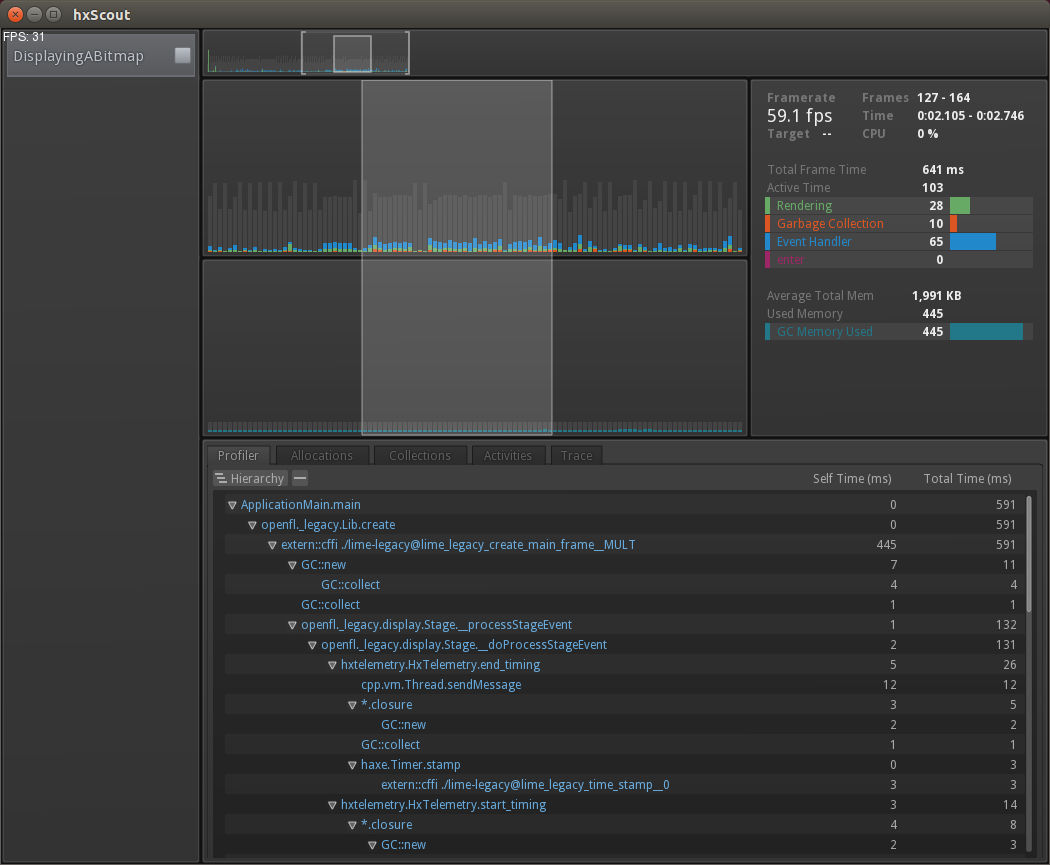 hxScout
FPS: 31
DisplayingABitmap
Framerate Frames 127 - 164
59.1 fps Time 0:02.105 - 0:02.746
Target -- CPU 0 %
Total Frame Time 641 ms
Active Time 103
Rendering 28
Garbage Collection 10
Event Handler 65
enter 0
Average Total Mem 1,991 KB
Used Memory 445
GC Memory Used 445
Profiler Allocations Collections Activities Trace
Hierarchy Self Time (ms) Total Time (ms)
ApplicationMain.main 0 591
openfl._legacy.Lib.create 0 591
extern::cffi ./lime-legacy@lime_legacy_create_main_frame__MULT 445 591
GC::new 7 11
GC::collect 4 4
GC::collect 1 1
openfl._legacy.display.Stage.__processStageEvent 1 132
openfl._legacy.display.Stage.__doProcessStageEvent 2 131
hxtelemetry.HxTelemetry.end_timing 5 26
cpp.vm.Thread.sendMessage 12 12
*.closure 3 5
GC::new 2 2
GC::collect 1 1
haxe.Timer.stamp 0 3
extern::cffi ./lime-legacy@lime_legacy_time_stamp__0 3 3
hxtelemetry.HxTelemetry.start_timing 3 14
*.closure 4 8
GC::new 2 3